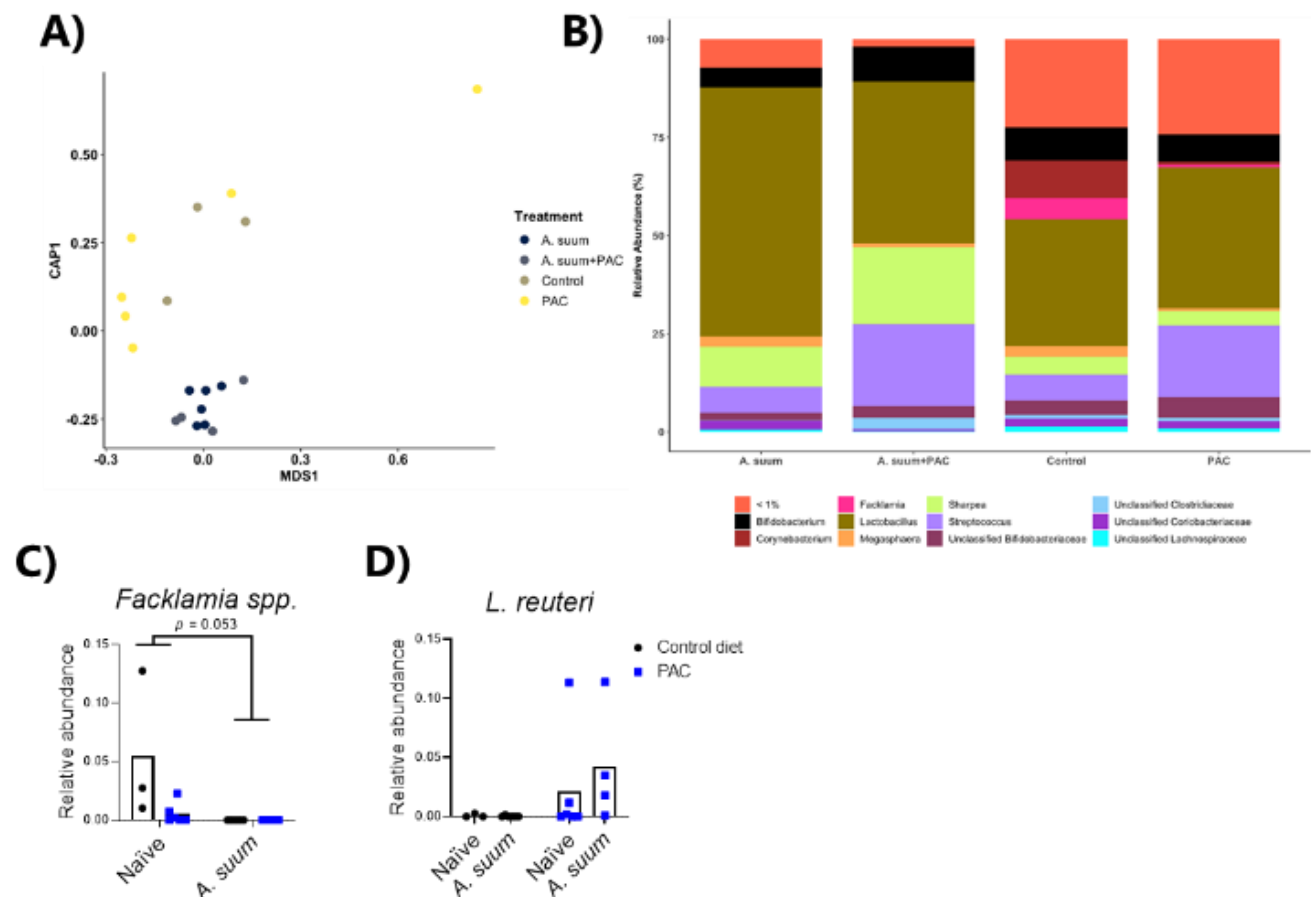 A)
CAP1
0.50
0.25
0.00
-0.25
-0.3
0.0
0.3
0.6
MDS1
Treatment
A. suum
A. suum+PAC
Control
PAC
B)
Relative Abundance (%)
100
75
50
25
0
A. suum
A. suum+PAC
Control
PAC
< 1%
Facklamia
Sharpea
Unclassified Clostridiaceae
Bifidobacterium
Lactobacillus
Streptococcus
Unclassified Coriobacteriaceae
Corynebacterium
Megasphaera
Unclassified Bifidobacteriaceae
Unclassified Lachnospiraceae
C)
Facklamia spp.
p = 0.053
Relative abundance
0.15
0.10
0.05
0.00
Naïve
A. suum
D)
L. reuteri
Relative abundance
0.15
0.10
0.05
0.00
Naïve
A. suum
Naïve
A. suum
Control diet
PAC